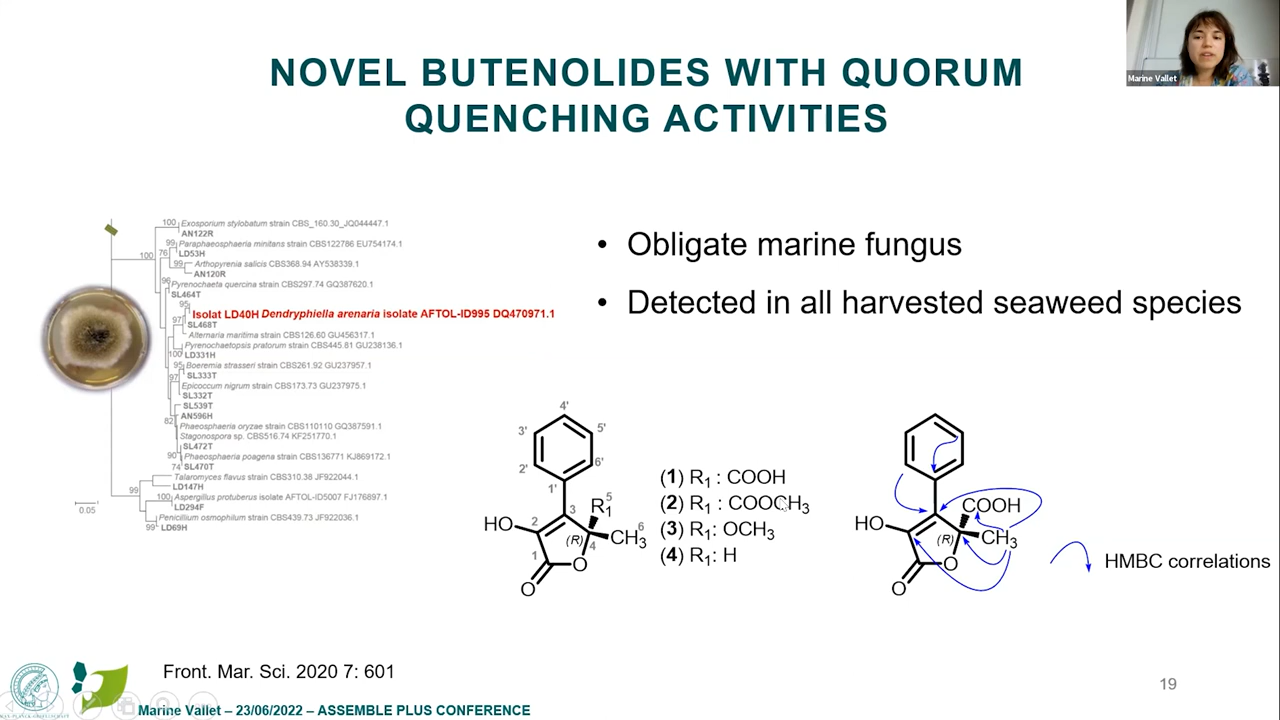 Marine Vallet
NOVEL BUTENOLIDES WITH QUORUM
QUENCHING ACTIVITIES
Exosporium stylobatum strain CBS_160.30_JQ044447.1
100
AN122R
99
Paraphaeosphaeria minitans strain CBS122786 EU754174.1
100
76
LD53H
99
Arthopyrenia salicis CBS368.94 AY538339.1
AN120R
96
Pyrenochaeta quercina strain CBS297.74 GQ387620.1
SL464T
95
Isolat LD40H Dendryphiella arenaria isolate AFTOL-ID995 DQ470971.1
97
SL468T
Alternaria maritima strain CBS126.60 GU456317.1
Pyrenochaetopsis pratorum strain CBS445.81 GU238136.1
100
LD331H
95
Boeremia strasseri strain CBS261.92 GU237957.1
97
SL333T
Epicoccum nigrum strain CBS173.73 GU237975.1
SL332T
SL539T
AN596H
82
Phaeosphaeria oryzae strain CBS110110 GQ387591.1
Stagonospora sp. CBS516.74 KF251770.1
SL472T
90
Phaeosphaeria poagena strain CBS136771 KJ869172.1
74
SL470T
Talaromyces flavus strain CBS310.38 JF922044.1
99
LD147H
Aspergillus protuberus isolate AFTOL-ID5007 FJ176897.1
100
LD294F
Penicillium osmophilum strain CBS439.73 JF922036.1
99
LD69H
0.05
• Obligate marine fungus
• Detected in all harvested seaweed species
4'
3'
5'
2'
6'
1'
5
R1
3
HO
2
(R)
4
CH3
6
1
O
O
(1) R1 : COOH
(2) R1 : COOCH3
(3) R1: OCH3
(4) R1: H
COOH
HO
(R)
CH3
O
O
HMBC correlations
Front. Mar. Sci. 2020 7: 601
19
Marine Vallet – 23/06/2022 – ASSEMBLE PLUS CONFERENCE